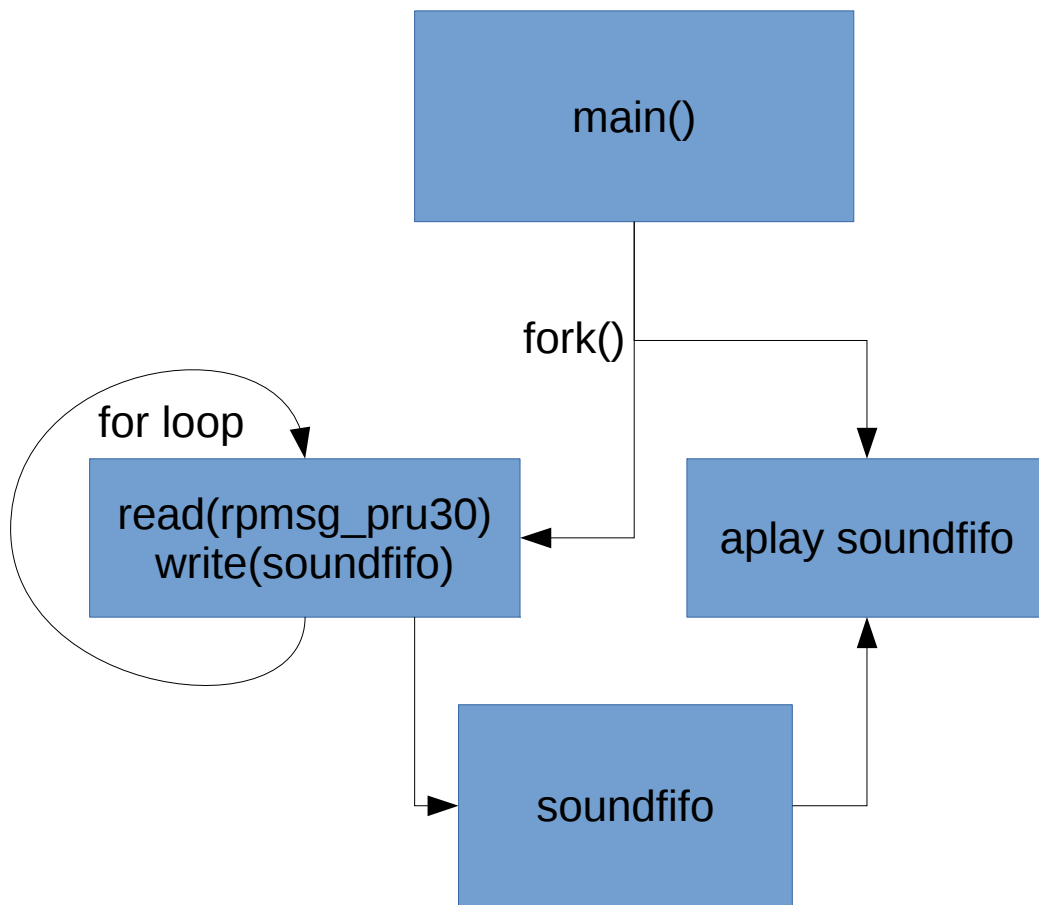 main()
fork()
for loop
read(rpmsg_pru30)
write(soundfifo)
aplay soundfifo
soundfifo